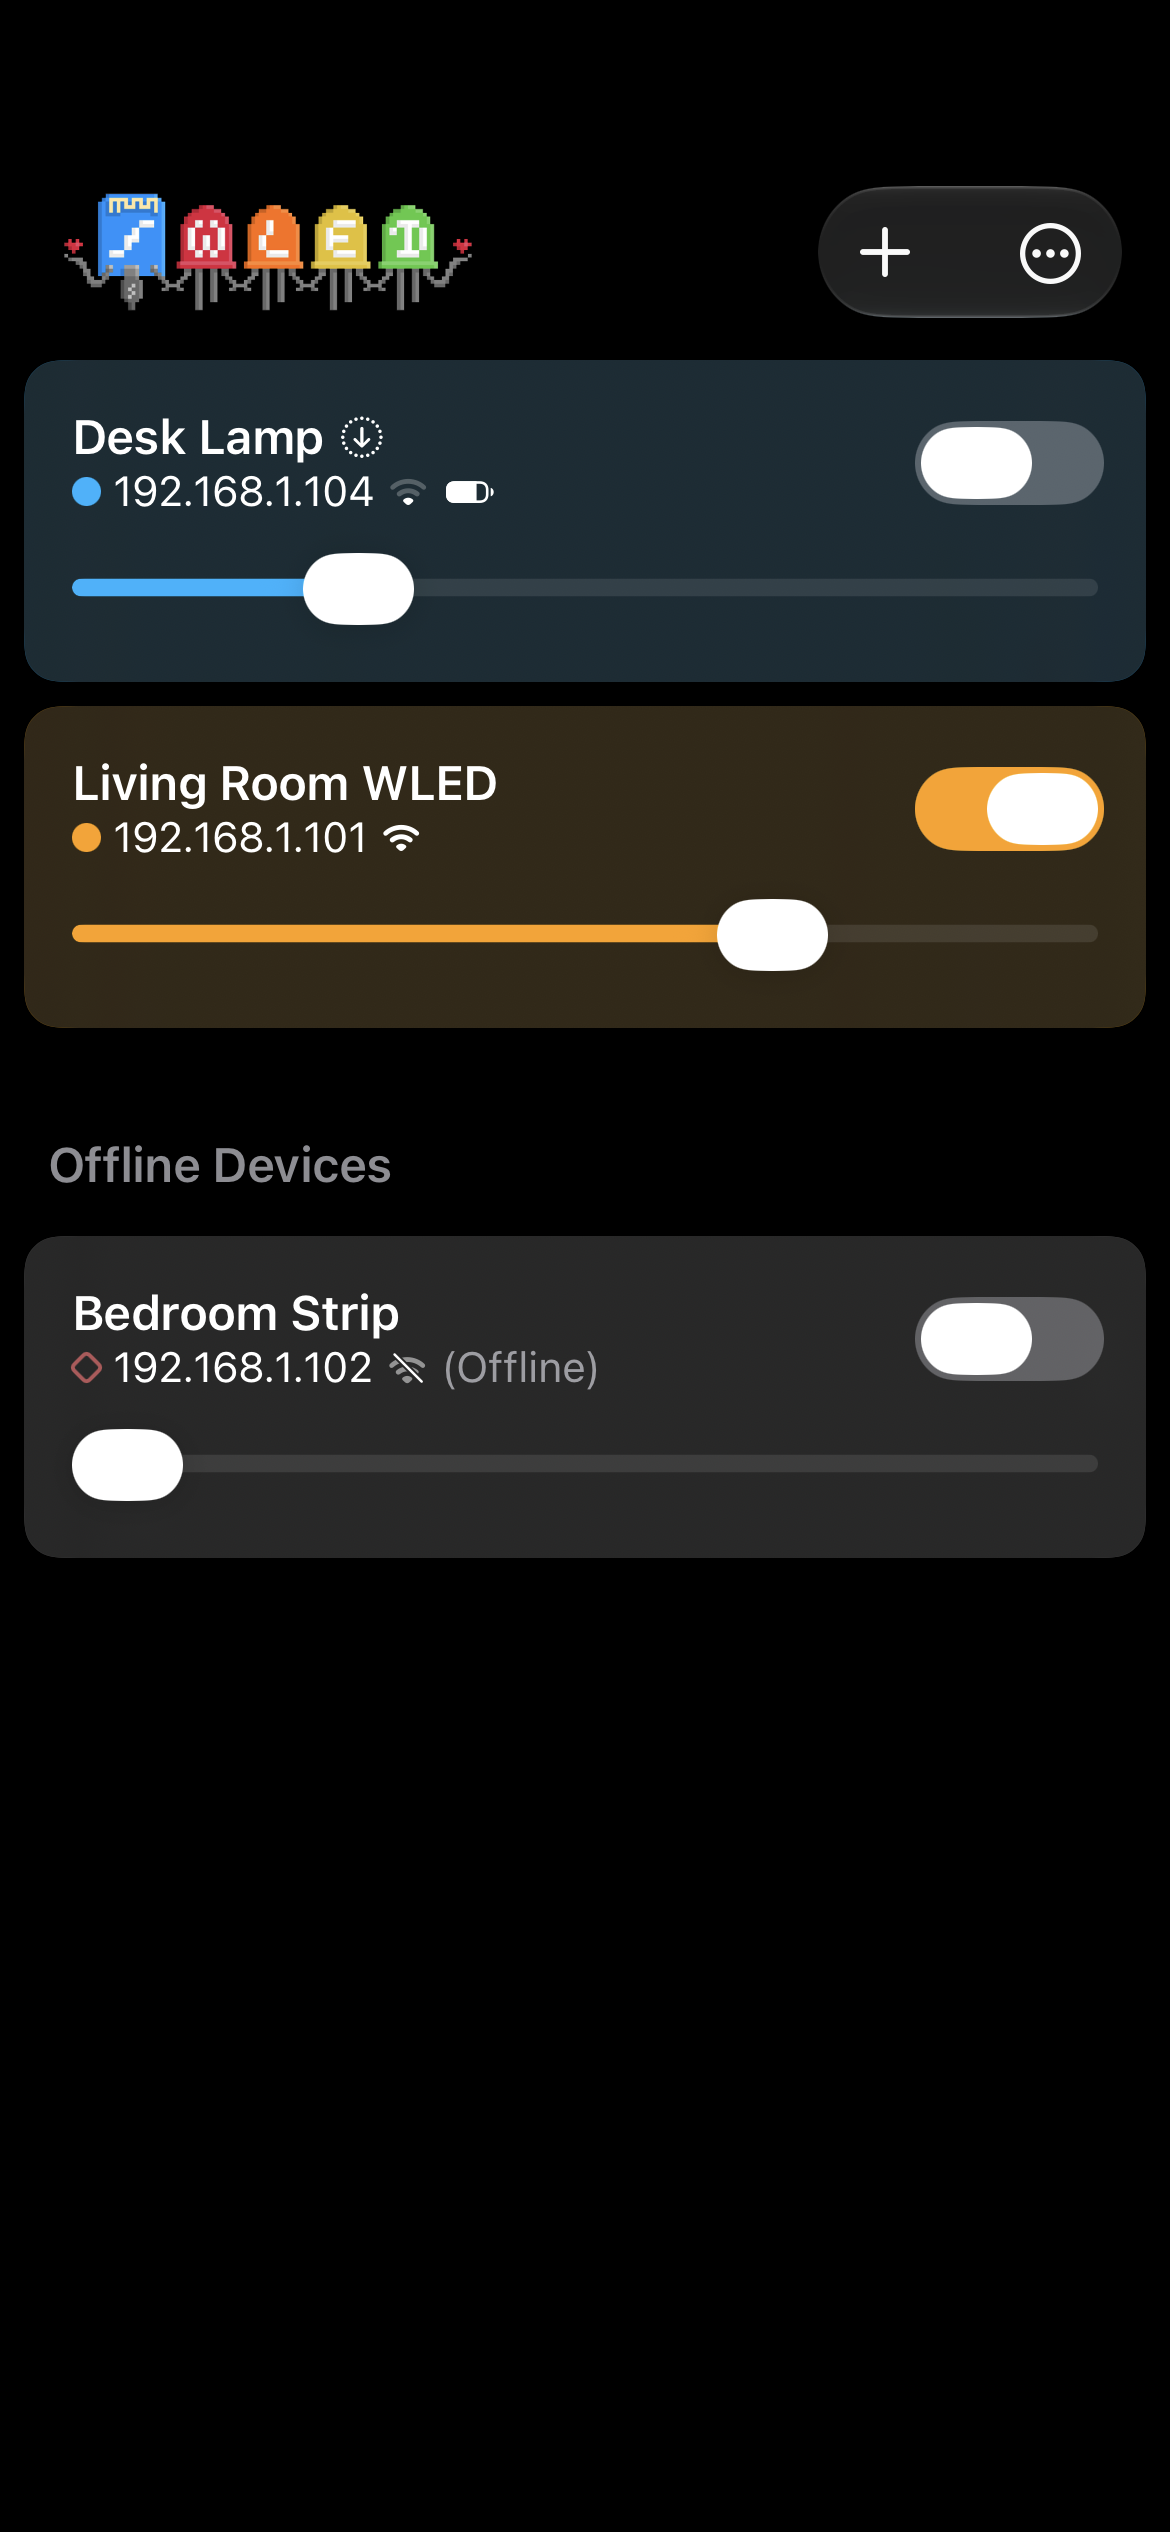 WLED
Desk Lamp
192.168.1.104
Living Room WLED
192.168.1.101
Offline Devices
Bedroom Strip
192.168.1.102 (Offline)